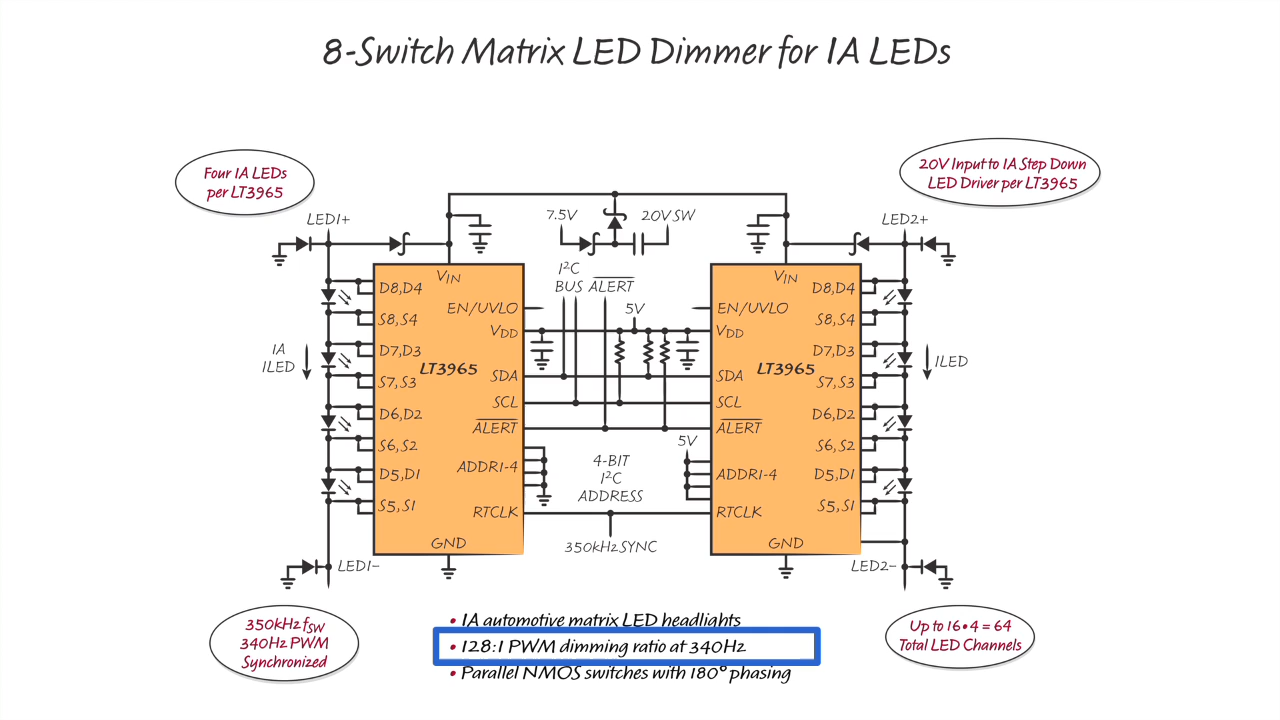 8-Switch Matrix LED Dimmer for 1A LEDs
Four 1A LEDs
per LT3965
20V Input to 1A Step Down
LED Driver per LT3965
LED1+
7.5V
20V SW
LED2+
VIN
I²C
BUS
ALERT
VIN
D8,D4
EN/UVLO
5V
EN/UVLO
D8,D4
S8,S4
VDD
VDD
S8,S4
1A
ILED
D7,D3
LT3965
LT3965
D7,D3
ILED
S7,S3
SDA
SDA
S7,S3
D6,D2
SCL
SCL
D6,D2
ALERT
ALERT
S6,S2
5V
S6,S2
D5,D1
ADDR1-4
4-BIT
I²C
ADDRESS
ADDR1-4
D5,D1
S5,S1
RTCLK
RTCLK
S5,S1
GND
350kHz SYNC
GND
LED1-
LED2-
350kHz fSW
340Hz PWM
Synchronized
• 1A automotive matrix LED headlights
• 128:1 PWM dimming ratio at 340Hz
• Parallel NMOS switches with 180° phasing
Up to 16•4 = 64
Total LED Channels